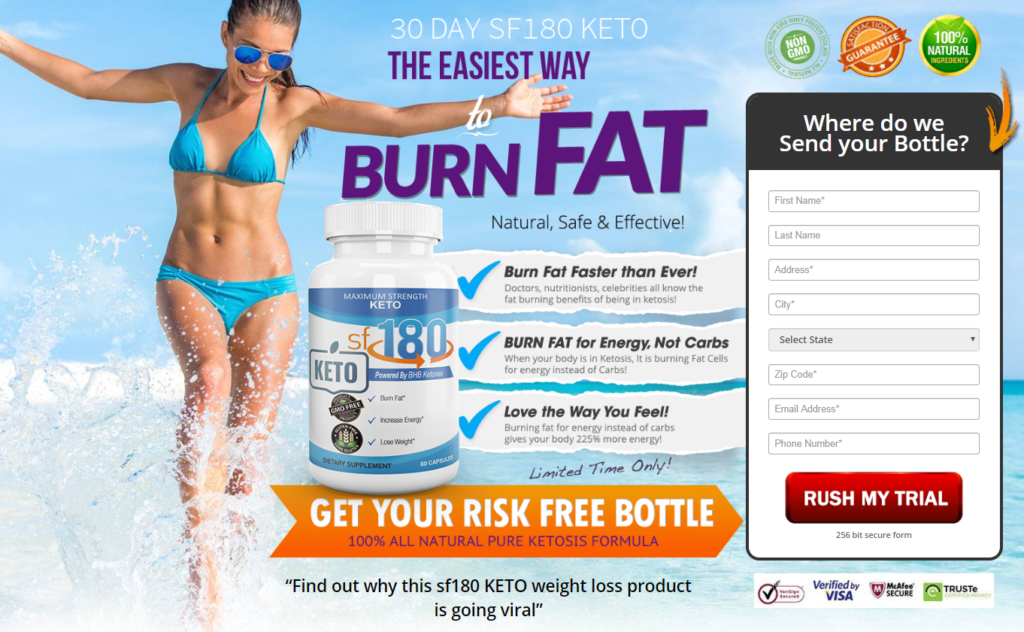 30 DAY SF180 KETO
THE EASIEST WAY
to
BURN FAT
Natural, Safe & Effective!
Burn Fat Faster than Ever!
Doctors, nutritionists, celebrities all know the
fat burning benefits of being in ketosis!
BURN FAT for Energy, Not Carbs
When your body is in Ketosis, It is burning Fat Cells
for energy instead of Carbs!
Love the Way You Feel!
Burning fat for energy instead of carbs
gives your body 225% more energy!
Limited Time Only!
MAXIMUM STRENGTH
KETO
sf180
KETO
Powered By BHB Ketones
GMO FREE
Burn Fat*
Increase Energy*
Lose Weight*
DIETARY SUPPLEMENT
60 CAPSULES
GET YOUR RISK FREE BOTTLE
100% ALL NATURAL PURE KETOSIS FORMULA
“Find out why this sf180 KETO weight loss product
is going viral”
NON
GMO
SATISFACTION
GUARANTEE
100%
NATURAL
INGREDIENTS
Where do we
Send your Bottle?
First Name*
Last Name
Address*
City*
Select State
Zip Code*
Email Address*
Phone Number*
RUSH MY TRIAL
256 bit secure form
VeriSign
Secured
Verified by
VISA
McAfee
SECURE
TRUSTe
CERTIFIED PRIVACY